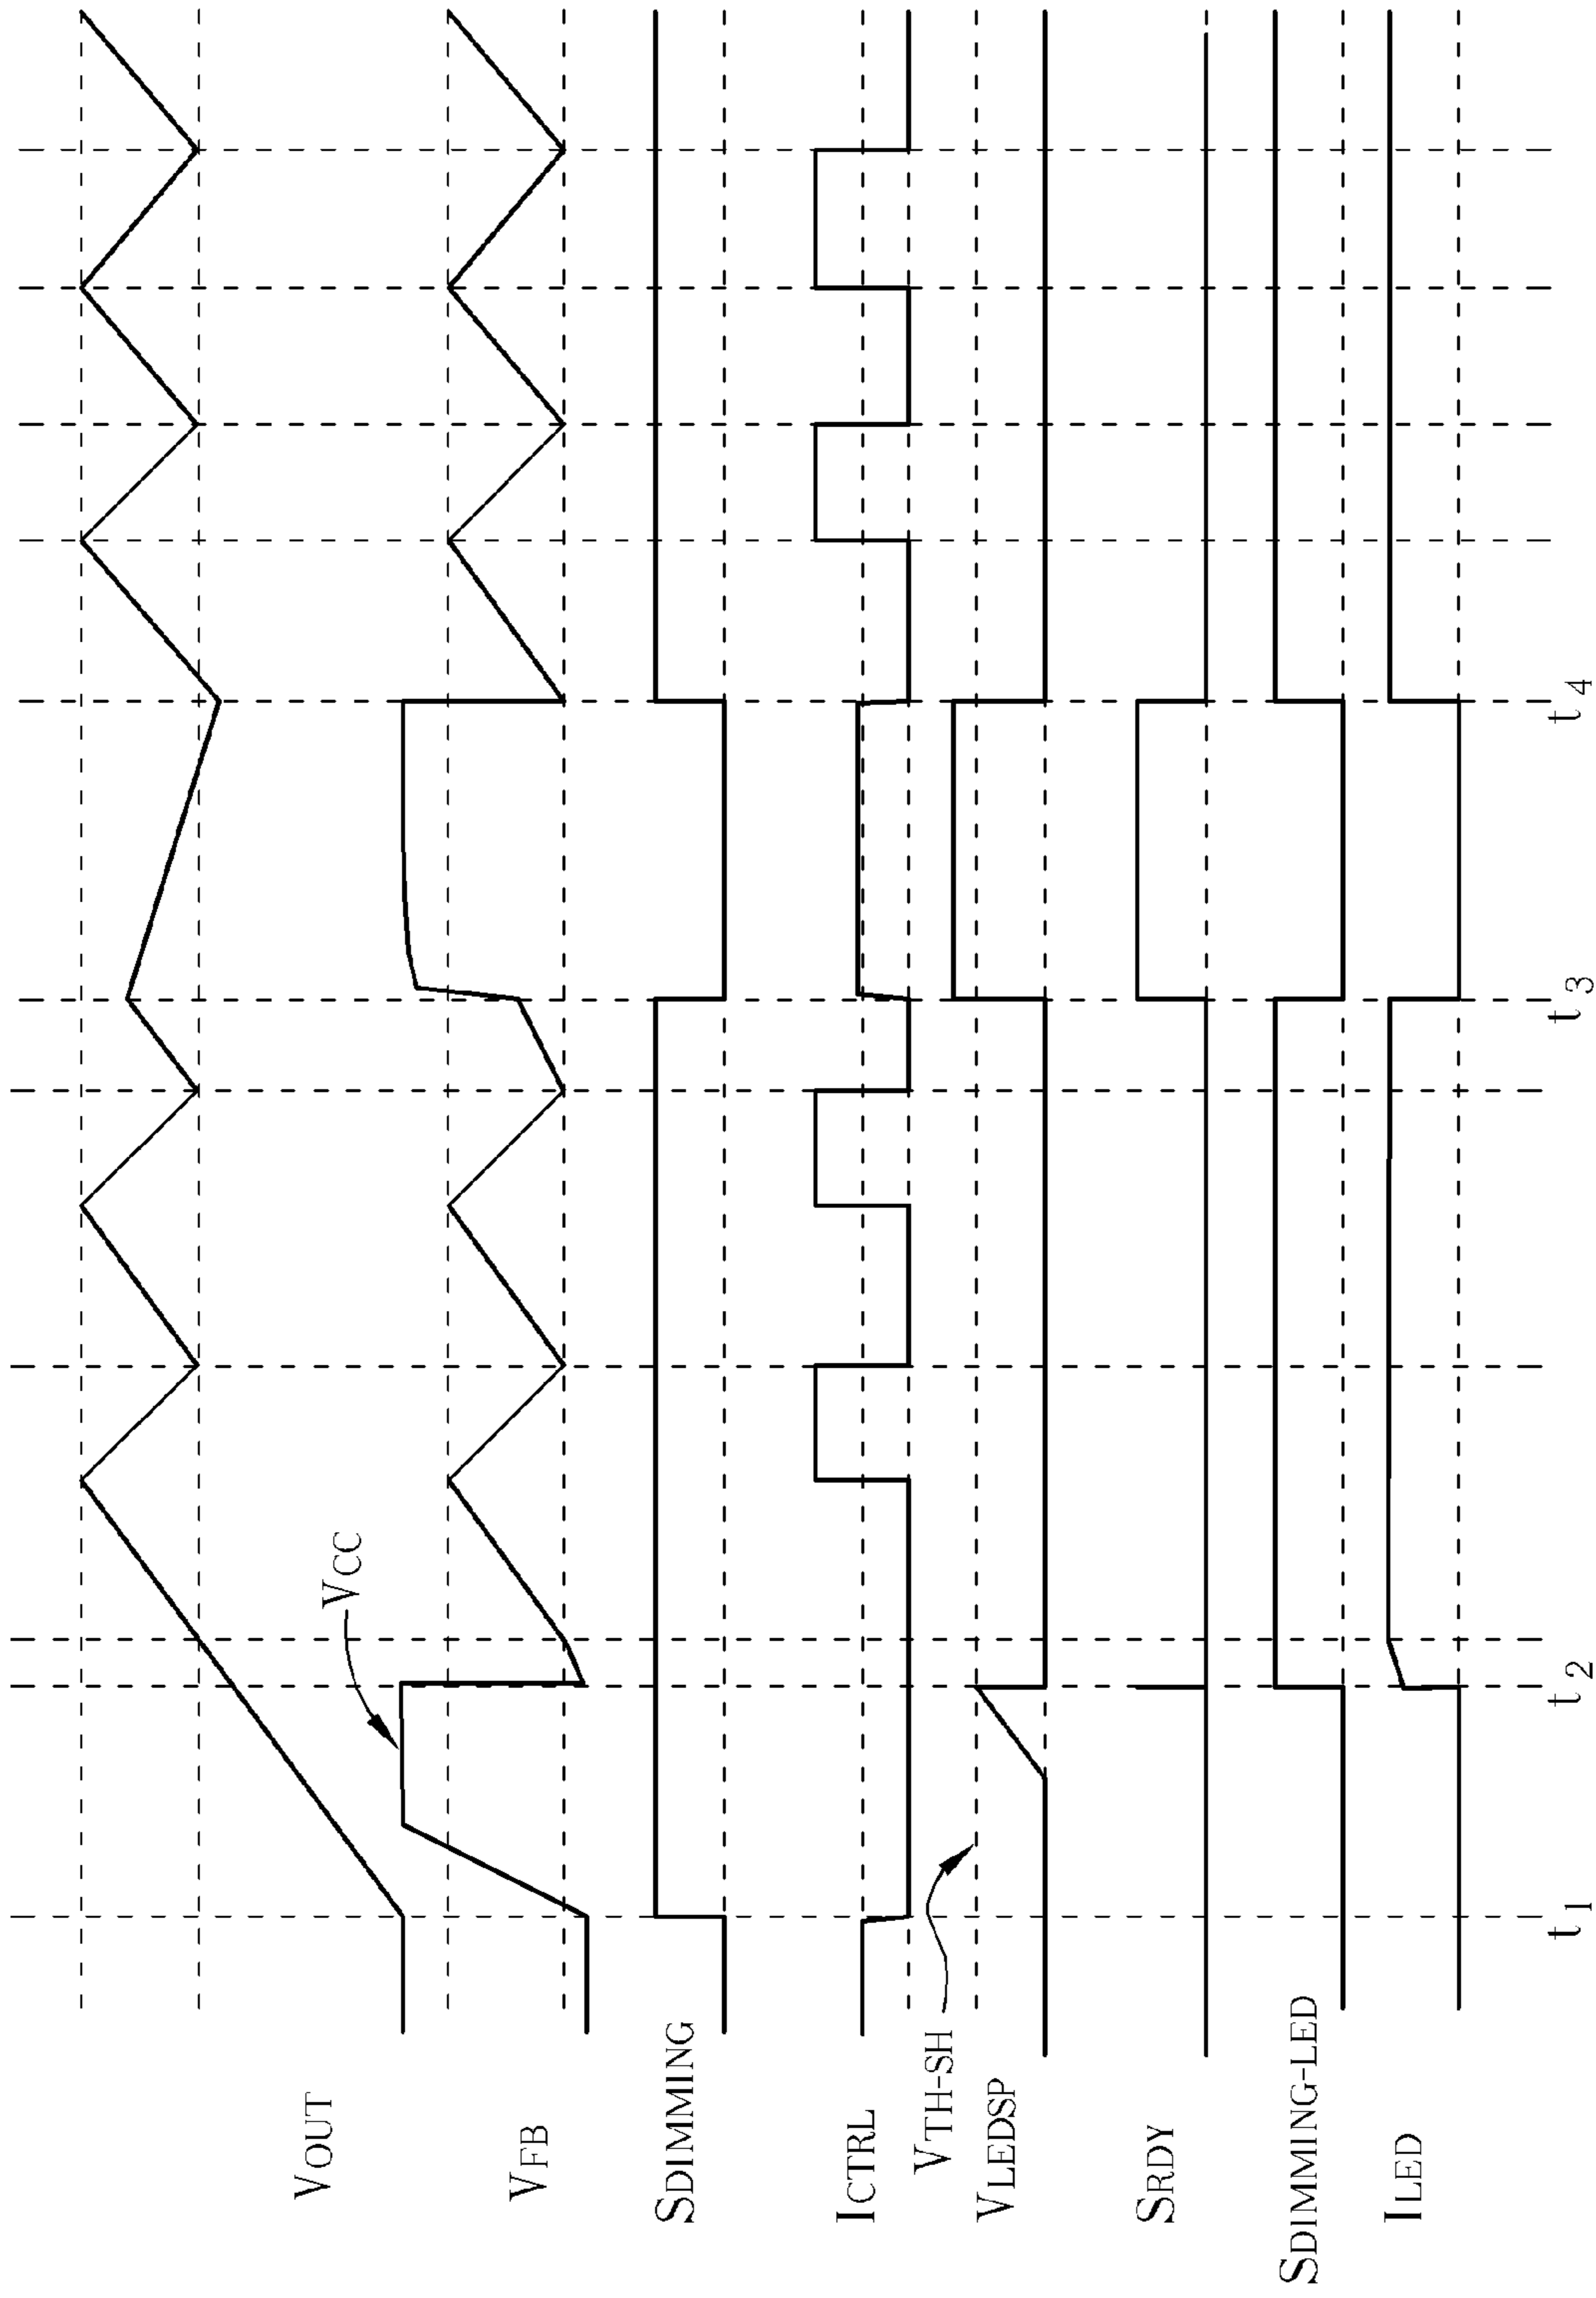 VOUT
VCC
VFB
SDIMMING
ICTRL
VTH-SH
VLEDSP
SRDY
SDIMMING-LED
ILED
t1 t2 t3 t4